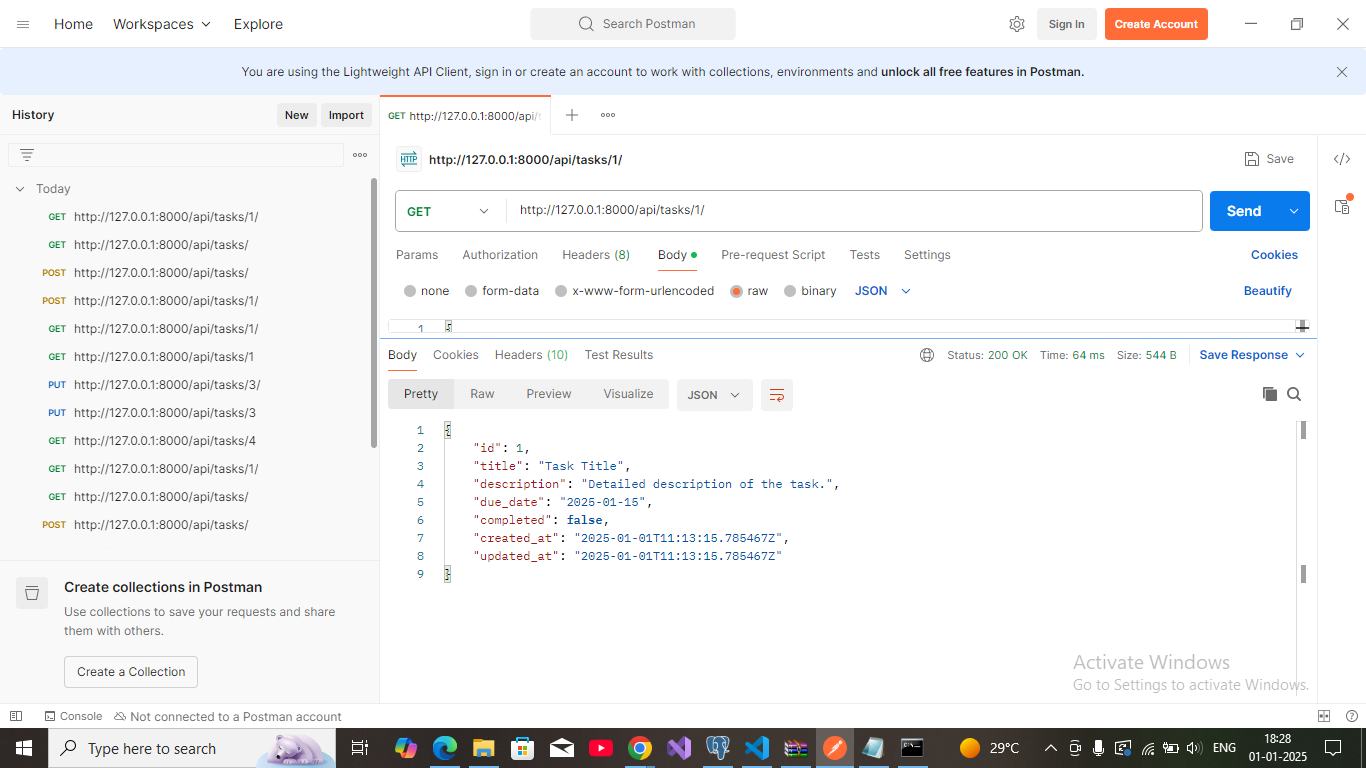 Home Workspaces Explore Search Postman Sign In Create Account
You are using the Lightweight API Client, sign in or create an account to work with collections, environments and unlock all free features in Postman.
History New Import
GET http://127.0.0.1:8000/api/
Today
GET http://127.0.0.1:8000/api/tasks/1/
GET http://127.0.0.1:8000/api/tasks/
POST http://127.0.0.1:8000/api/tasks/
POST http://127.0.0.1:8000/api/tasks/1/
GET http://127.0.0.1:8000/api/tasks/1/
GET http://127.0.0.1:8000/api/tasks/1
PUT http://127.0.0.1:8000/api/tasks/3/
PUT http://127.0.0.1:8000/api/tasks/3
GET http://127.0.0.1:8000/api/tasks/4
GET http://127.0.0.1:8000/api/tasks/1/
GET http://127.0.0.1:8000/api/tasks/
POST http://127.0.0.1:8000/api/tasks/
Create collections in Postman
Use collections to save your requests and share
them with others.
Create a Collection
HTTP http://127.0.0.1:8000/api/tasks/1/ Save
GET http://127.0.0.1:8000/api/tasks/1/ Send
Params Authorization Headers (8) Body Pre-request Script Tests Settings Cookies
none form-data x-www-form-urlencoded raw binary JSON Beautify
1 {
Body Cookies Headers (10) Test Results Status: 200 OK Time: 64 ms Size: 544 B Save Response
Pretty Raw Preview Visualize JSON
1 {
2 "id": 1,
3 "title": "Task Title",
4 "description": "Detailed description of the task.",
5 "due_date": "2025-01-15",
6 "completed": false,
7 "created_at": "2025-01-01T11:13:15.785467Z",
8 "updated_at": "2025-01-01T11:13:15.785467Z"
9 }
Activate Windows
Go to Settings to activate Windows.
Console Not connected to a Postman account
Type here to search 29°C ENG 18:28
01-01-2025